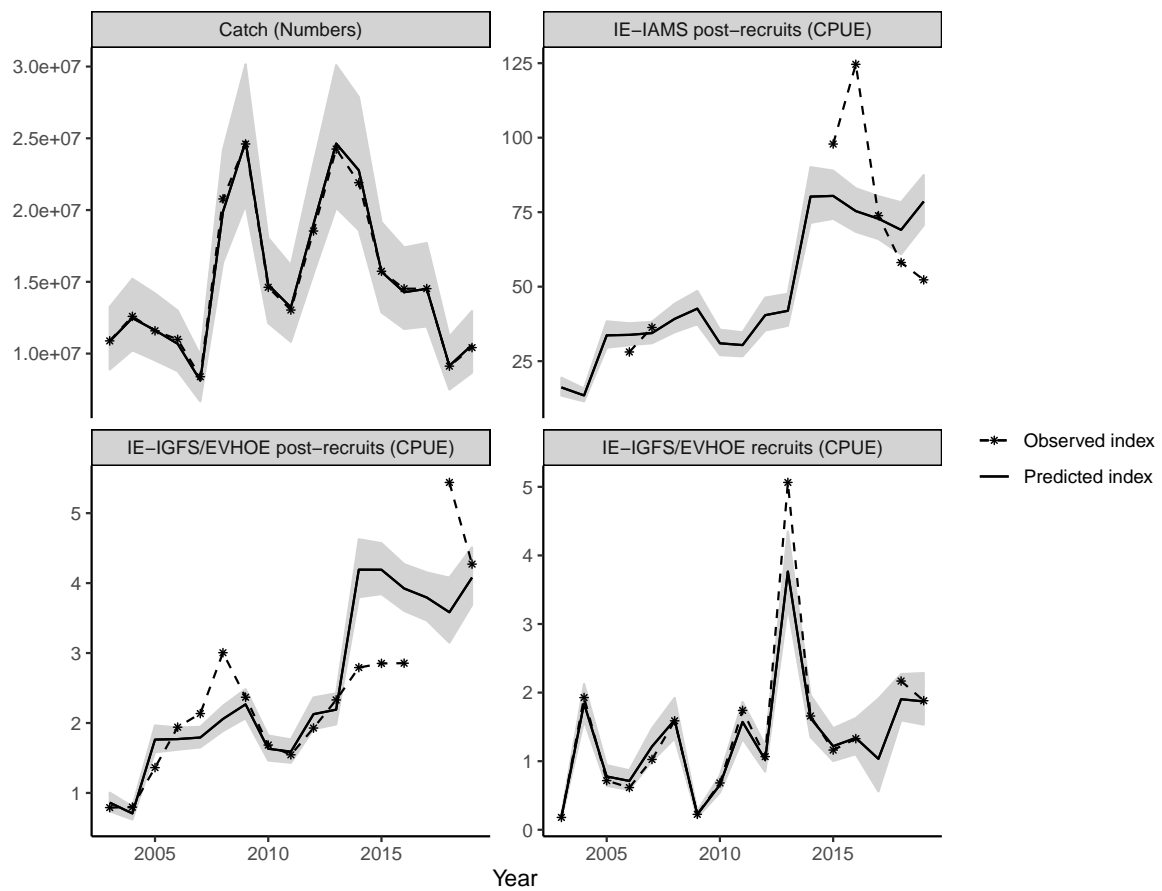 Catch (Numbers)
IE−IAMS post−recruits (CPUE)
3.0e+07
2.5e+07
2.0e+07
1.5e+07
1.0e+07
125
100
75
50
25
IE−IGFS/EVHOE post−recruits (CPUE)
IE−IGFS/EVHOE recruits (CPUE)
5
4
3
2
1
5
4
3
2
1
0
2005
2010
2015
2005
2010
2015
Year
Observed index
Predicted index